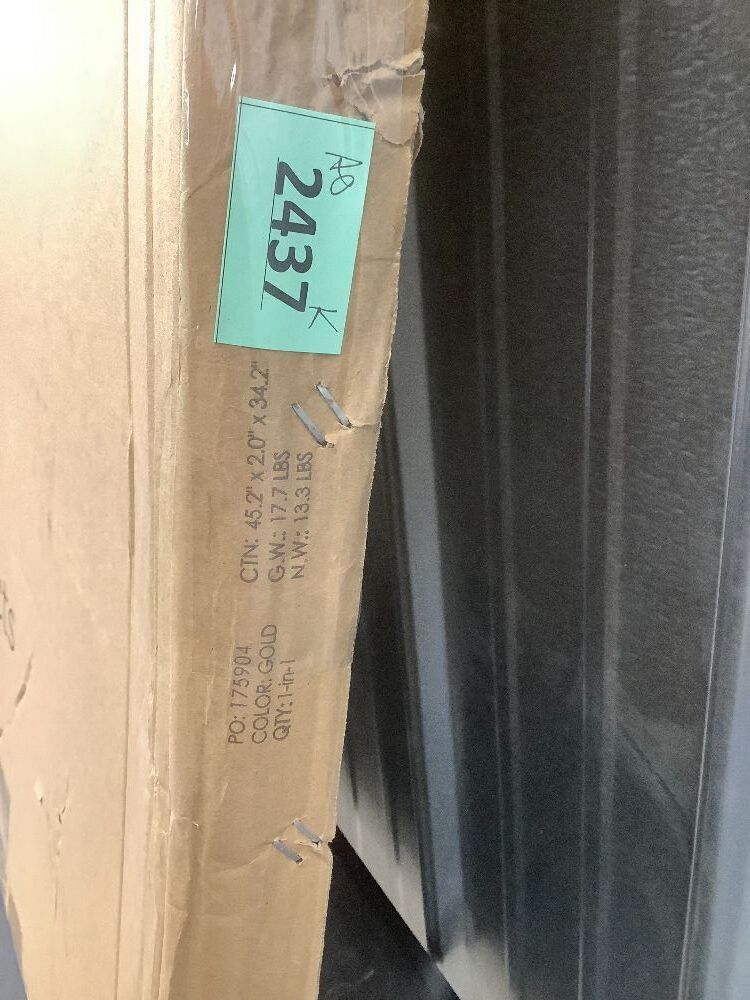 A8
2437
K
CTN: 45.2" x 2.0" x 34.2"
G.W.: 17.7 LBS
N.W.: 13.3 LBS
PO: 175904
COLOR: GOLD
QTY: 1-in-1